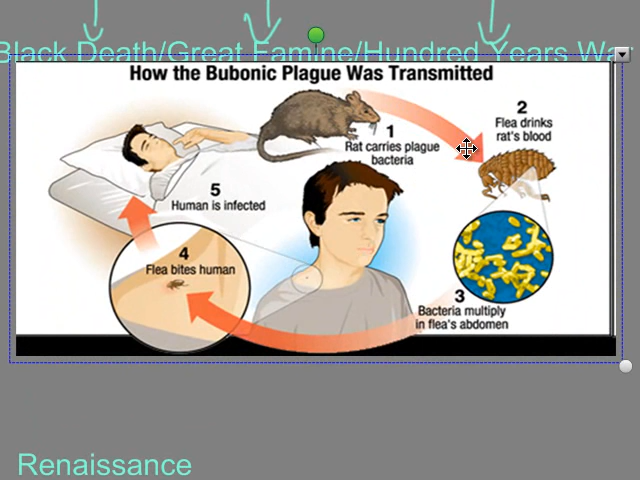 Black Death/Great Famine/Hundred Years War
How the Bubonic Plague Was Transmitted
1
Rat carries plague
bacteria
2
Flea drinks
rat's blood
3
Bacteria multiply
in flea's abdomen
4
Flea bites human
5
Human is infected
Renaissance